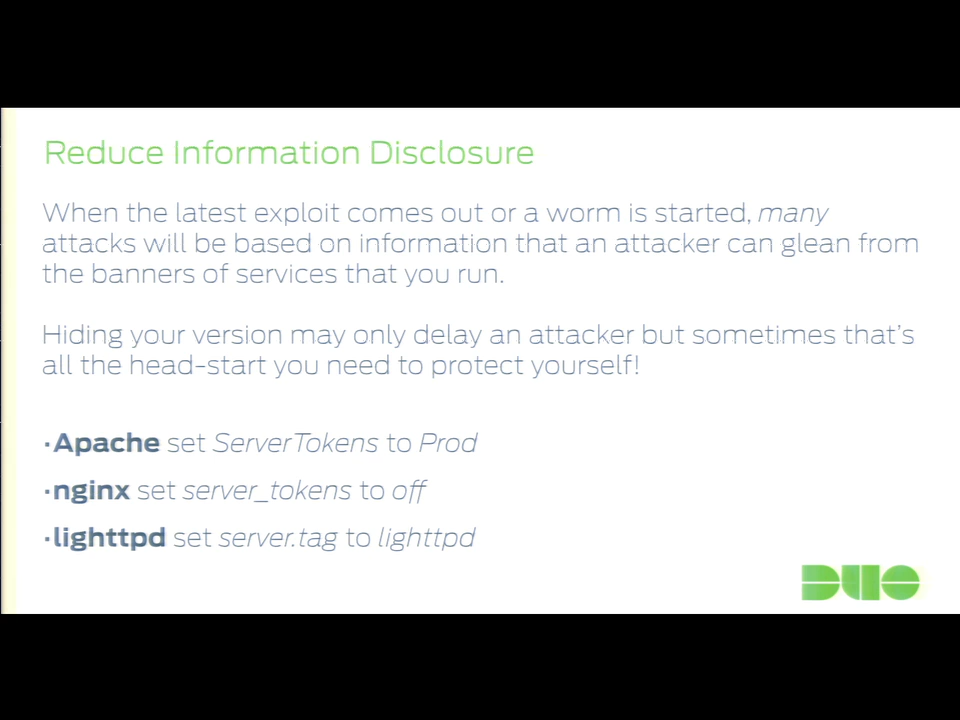 Reduce Information Disclosure
When the latest exploit comes out or a worm is started, many
attacks will be based on information that an attacker can glean from
the banners of services that you run.
Hiding your version may only delay an attacker but sometimes that's
all the head-start you need to protect yourself!
·Apache set ServerTokens to Prod
·nginx set server_tokens to off
·lighttpd set server.tag to lighttpd
DUO